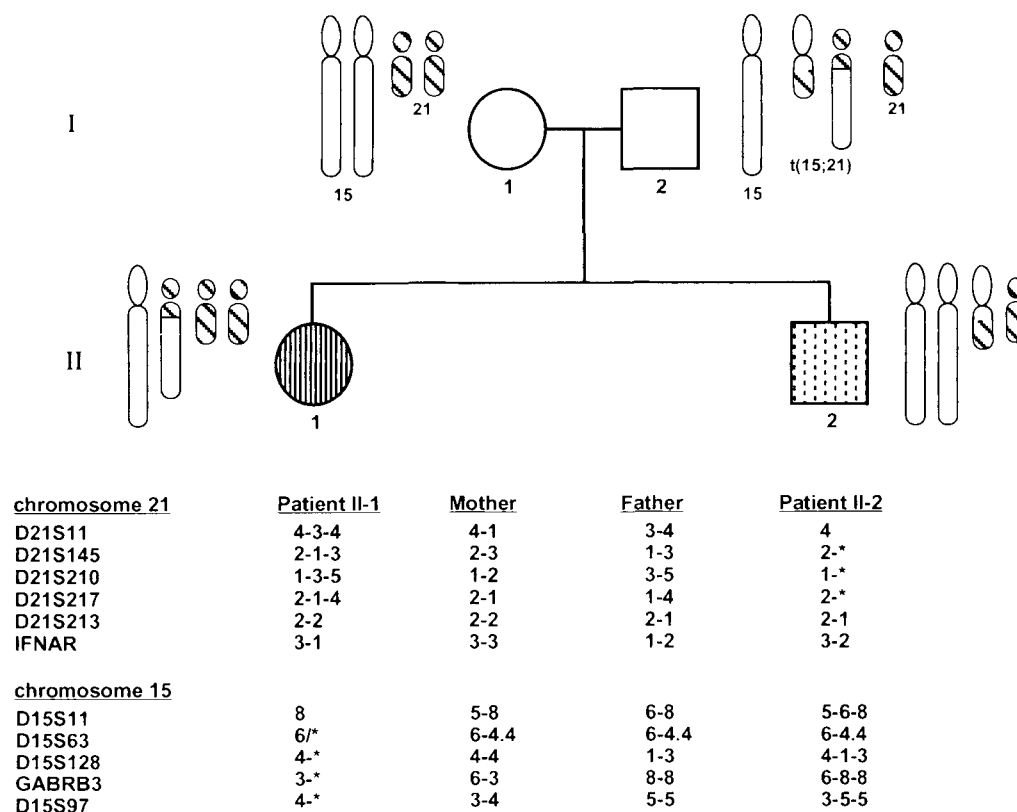 21
21
I
1
2
15
15
t(15;21)
II
1
2
chromosome 21 Patient II-1 Mother Father Patient II-2
D21S11 4-3-4 4-1 3-4 4
D21S145 2-1-3 2-3 1-3 2-*
D21S210 1-3-5 1-2 3-5 1-*
D21S217 2-1-4 2-1 1-4 2-*
D21S213 2-2 2-2 2-1 2-1
IFNAR 3-1 3-3 1-2 3-2
chromosome 15
D15S11 8 5-8 6-8 5-6-8
D15S63 6/* 6-4.4 6-4.4 6-4.4
D15S128 4-* 4-4 1-3 4-1-3
GABRB3 3-* 6-3 8-8 6-8-8
D15S97 4-* 3-4 5-5 3-5-5